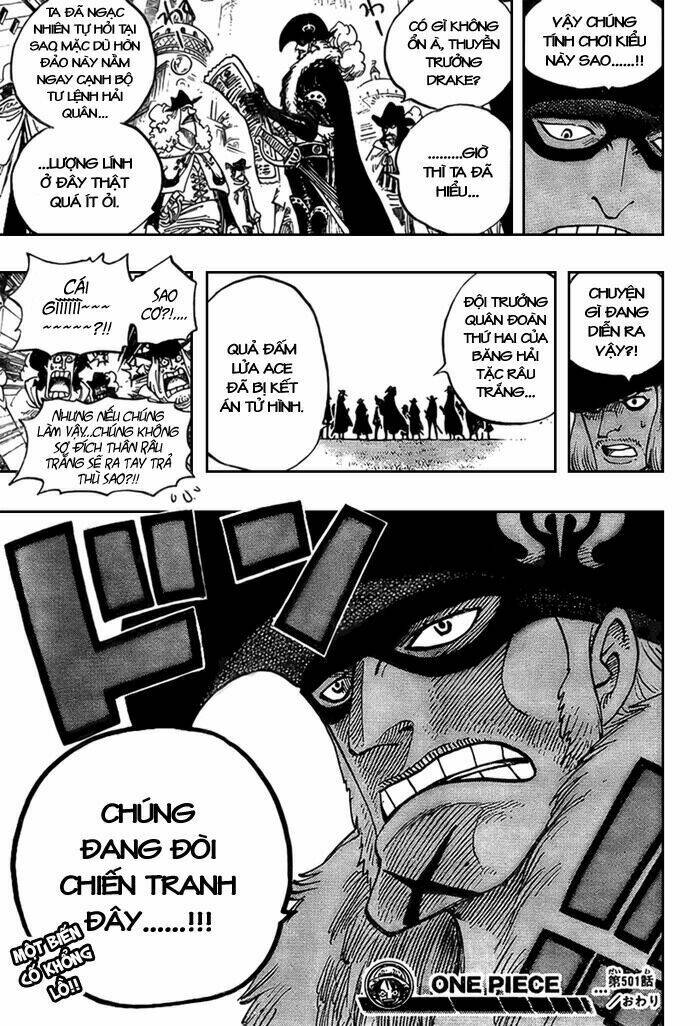 VẬY CHÚNG
TÍNH CHƠI KIỂU
NÀY SAO......!!
CÓ GÌ KHÔNG
ỔN Ạ, THUYỀN
TRƯỞNG
DRAKE?
..........GIỜ
THÌ TA ĐÃ
HIỂU...
TA ĐÃ NGẠC
NHIÊN TỰ HỎI TẠI
SAO, MẶC DÙ HÒN
ĐẢO NÀY NẰM
NGAY CẠNH BỘ
TƯ LỆNH HẢI
QUÂN...
...LƯỢNG LÍNH
Ở ĐÂY THẬT
QUÁ ÍT ỎI.
CHUYỆN
GÌ ĐANG
DIỄN RA
VẬY?!
ĐỘI TRƯỞNG
QUÂN ĐOÀN
THỨ HAI CỦA
BĂNG HẢI
TẶC RÂU
TRẮNG.
QUẢ ĐẤM
LỬA ACE
ĐÃ BỊ KẾT
ÁN TỬ HÌNH.
SAO
CƠ?!....
CÁI
GÌÌÌÌÌÌ~~~
~~~~~?!!
NHƯNG NẾU CHÚNG
LÀM VẬY...CHÚNG KHÔNG
SỢ ĐÍCH THÂN RÂU
TRẮNG SẼ RA TAY TRẢ
THÙ SAO?!!
ドン
CHÚNG
ĐANG ĐÒI
CHIẾN TRANH
ĐÂY......!!!
MỘT BIẾN
CỐ KHỔNG
LỒ!!
ONE PIECE
第501話
....／おわり